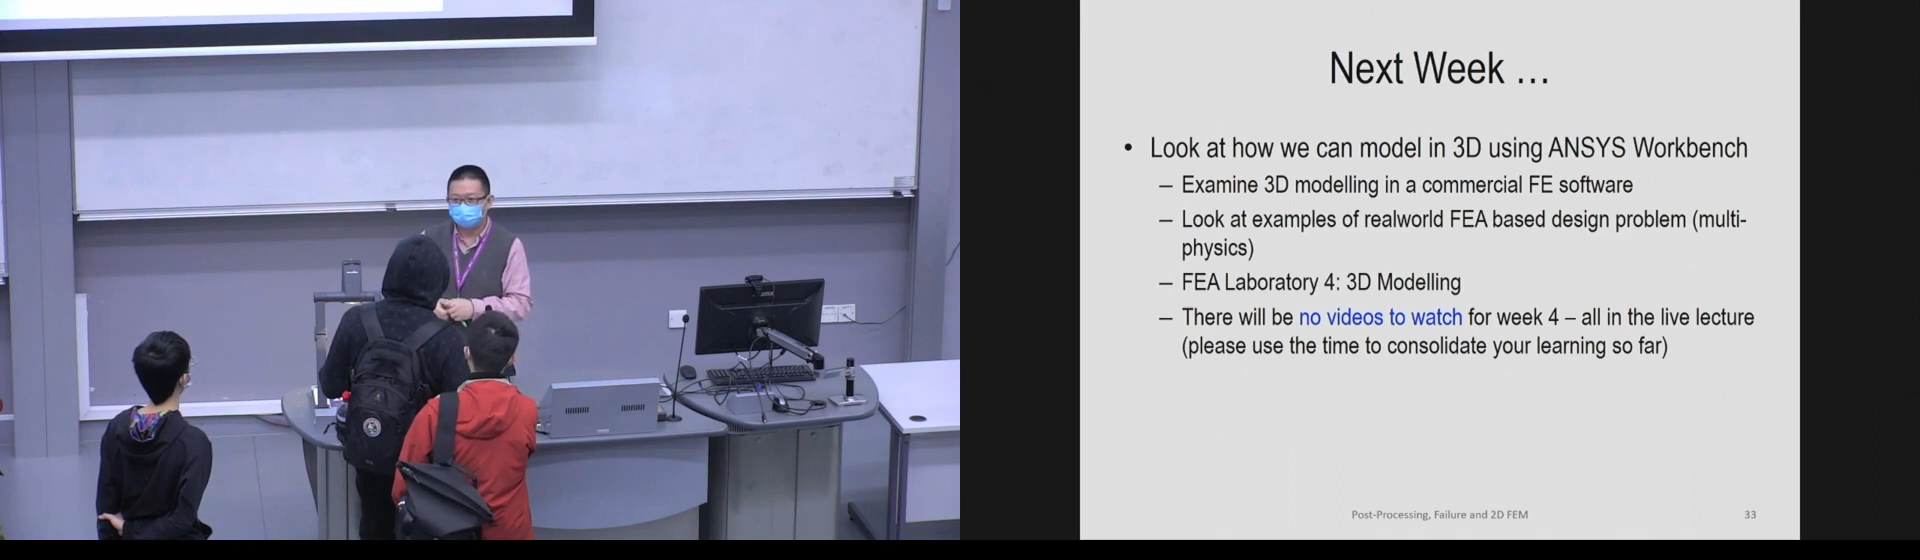 Next Week …
• Look at how we can model in 3D using ANSYS Workbench
– Examine 3D modelling in a commercial FE software
– Look at examples of realworld FEA based design problem (multi-
physics)
– FEA Laboratory 4: 3D Modelling
– There will be no videos to watch for week 4 – all in the live lecture
(please use the time to consolidate your learning so far)
Post-Processing, Failure and 2D FEM
33